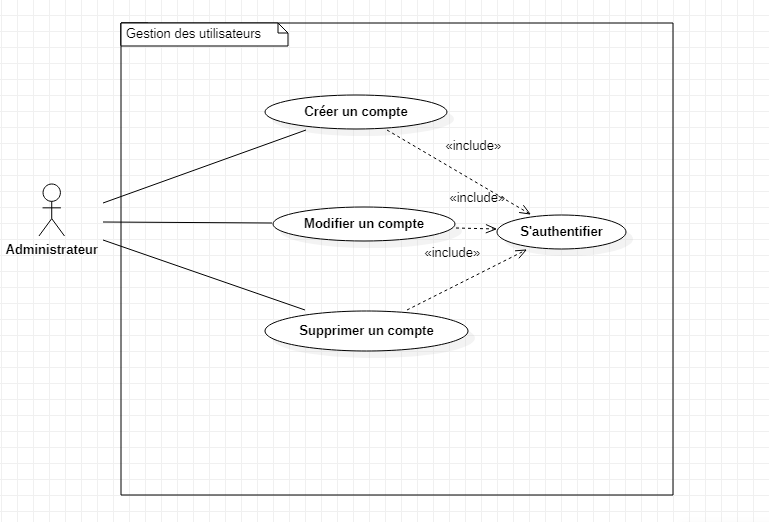 Gestion des utilisateurs
Créer un compte
«include»
«include»
Modifier un compte
S'authentifier
Administrateur
«include»
Supprimer un compte